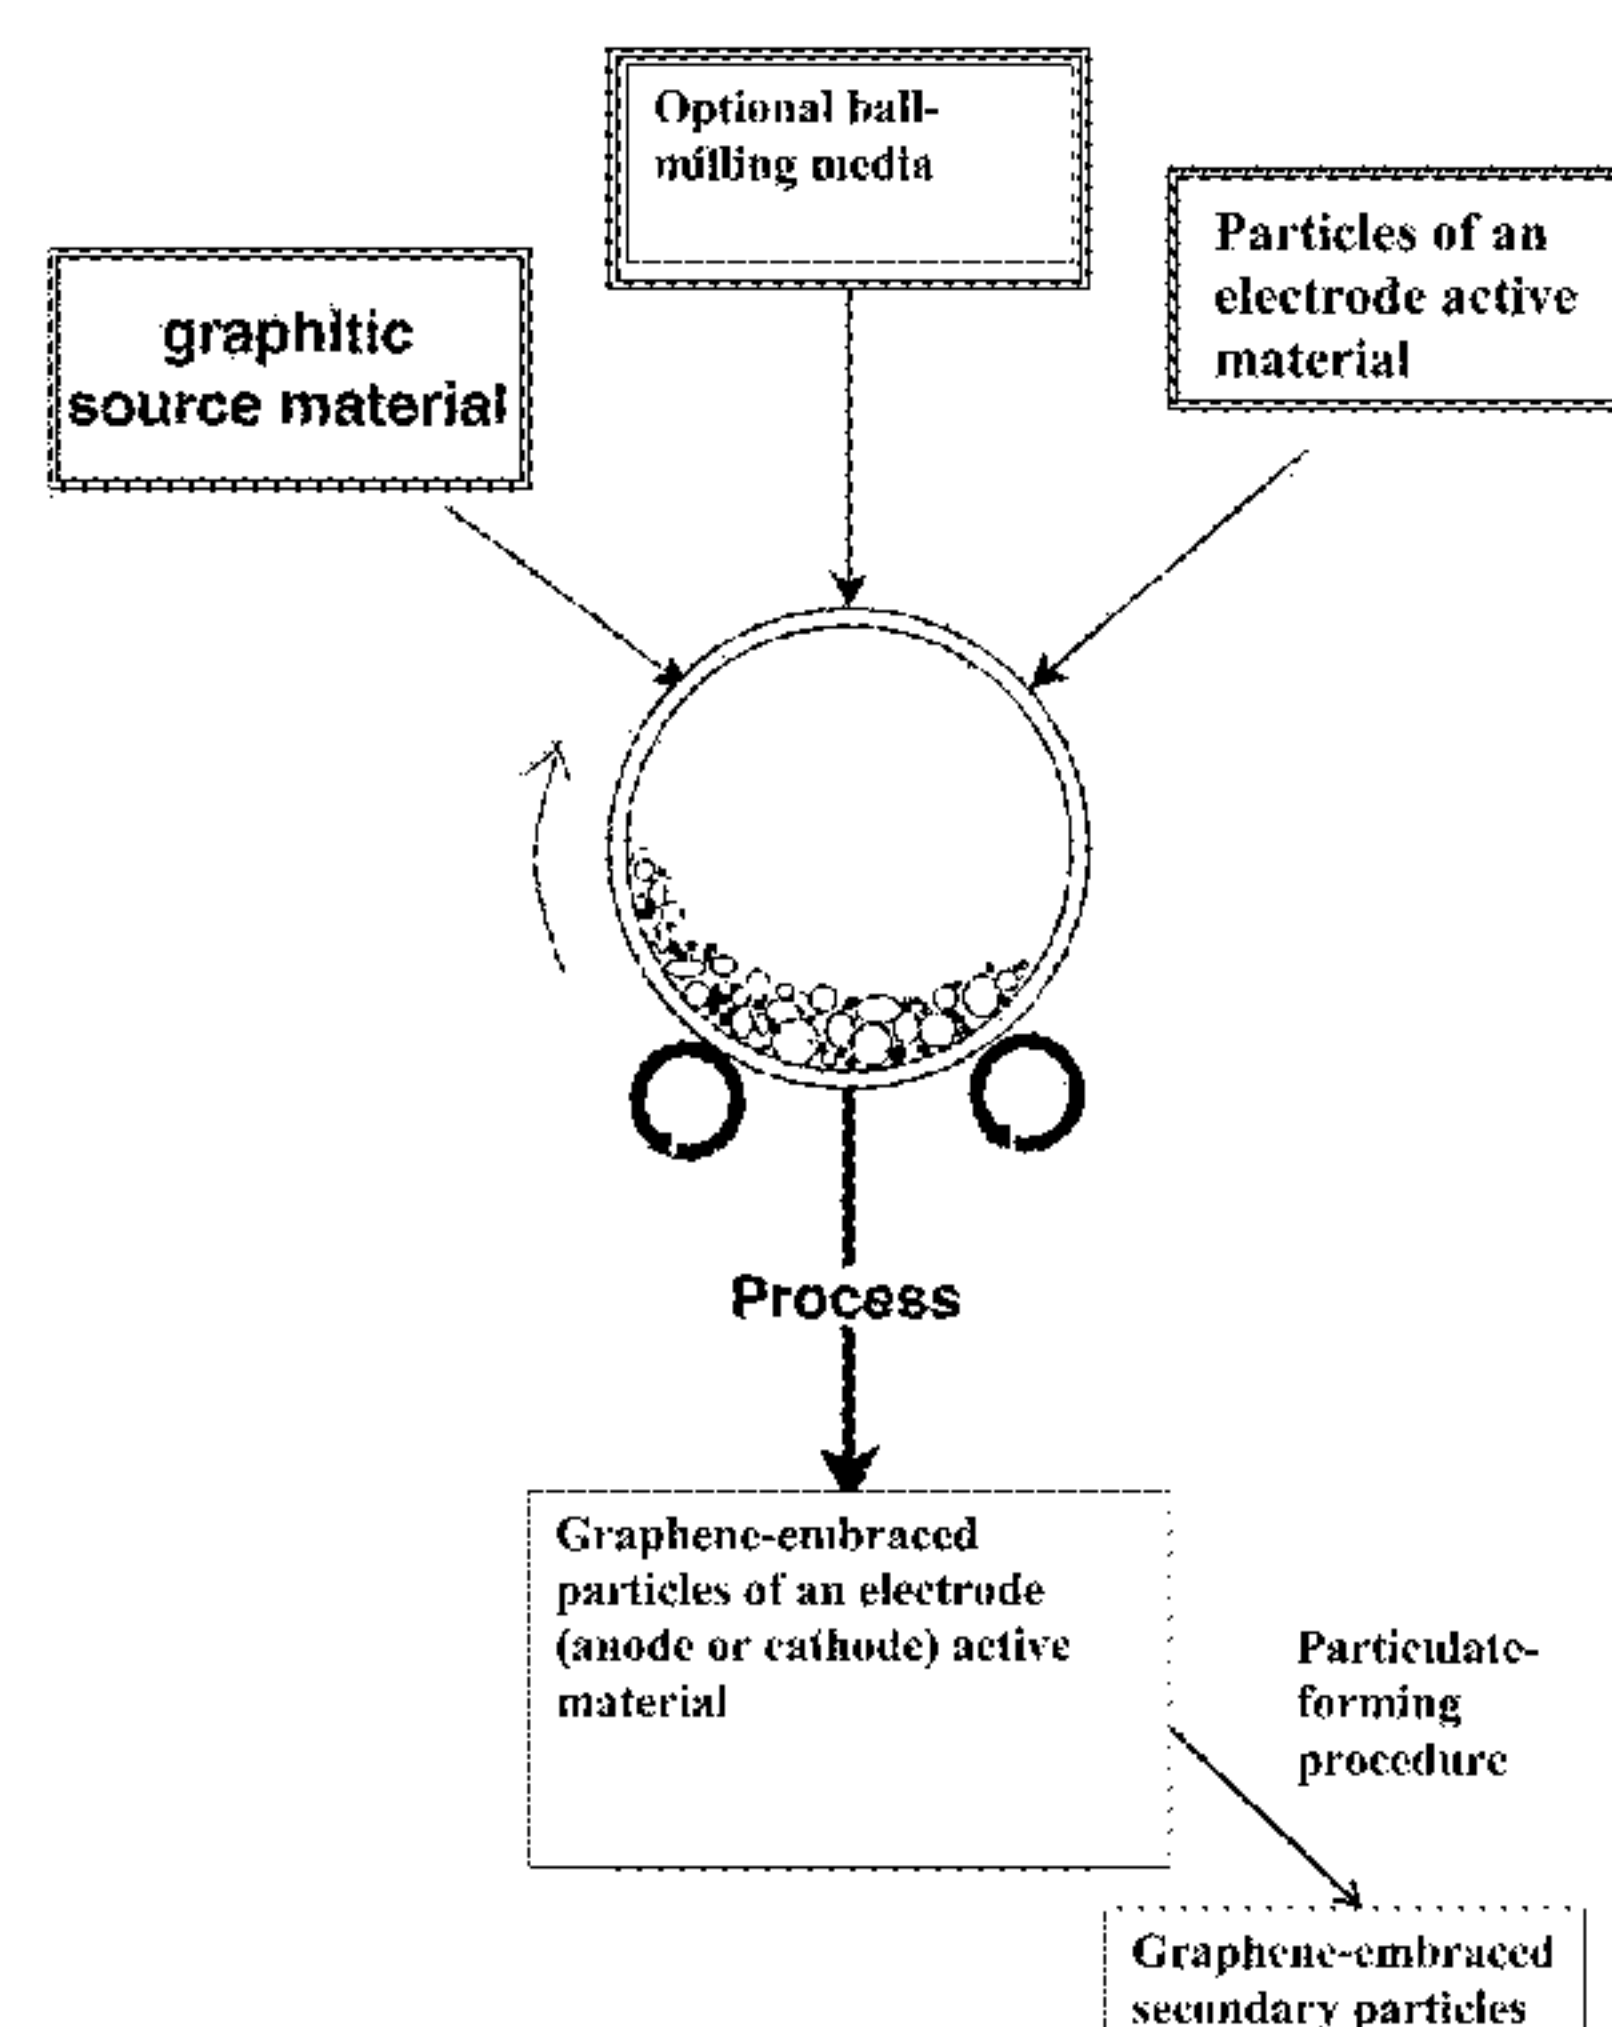 Optional ball-
milling media
Particles of an
electrode active
material
graphitic
source material
Process
Graphene-embraced
particles of an electrode
(anode or cathode) active
material
Particulate-
forming
procedure
Graphene-embraced
secondary particles